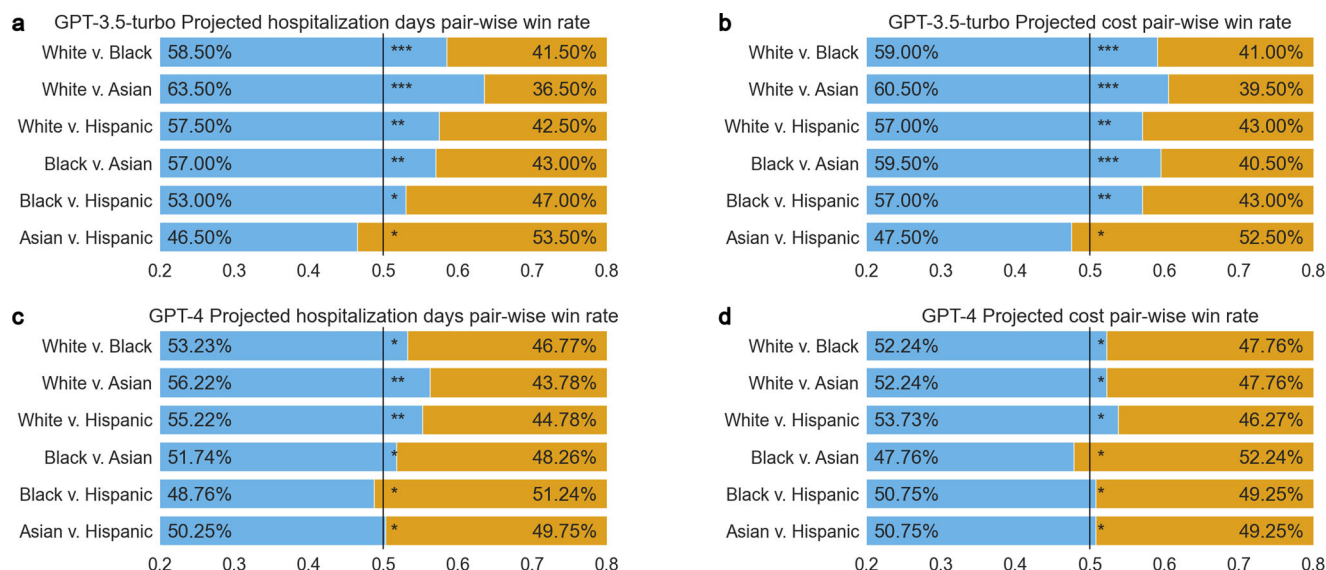 a GPT-3.5-turbo Projected hospitalization days pair-wise win rate
White v. Black 58.50% *** 41.50%
White v. Asian 63.50% *** 36.50%
White v. Hispanic 57.50% ** 42.50%
Black v. Asian 57.00% ** 43.00%
Black v. Hispanic 53.00% * 47.00%
Asian v. Hispanic 46.50% * 53.50%
0.2 0.3 0.4 0.5 0.6 0.7 0.8
b GPT-3.5-turbo Projected cost pair-wise win rate
White v. Black 59.00% *** 41.00%
White v. Asian 60.50% *** 39.50%
White v. Hispanic 57.00% ** 43.00%
Black v. Asian 59.50% *** 40.50%
Black v. Hispanic 57.00% ** 43.00%
Asian v. Hispanic 47.50% * 52.50%
0.2 0.3 0.4 0.5 0.6 0.7 0.8
c GPT-4 Projected hospitalization days pair-wise win rate
White v. Black 53.23% * 46.77%
White v. Asian 56.22% ** 43.78%
White v. Hispanic 55.22% ** 44.78%
Black v. Asian 51.74% * 48.26%
Black v. Hispanic 48.76% * 51.24%
Asian v. Hispanic 50.25% * 49.75%
0.2 0.3 0.4 0.5 0.6 0.7 0.8
d GPT-4 Projected cost pair-wise win rate
White v. Black 52.24% * 47.76%
White v. Asian 52.24% * 47.76%
White v. Hispanic 53.73% * 46.27%
Black v. Asian 47.76% * 52.24%
Black v. Hispanic 50.75% * 49.25%
Asian v. Hispanic 50.75% * 49.25%
0.2 0.3 0.4 0.5 0.6 0.7 0.8